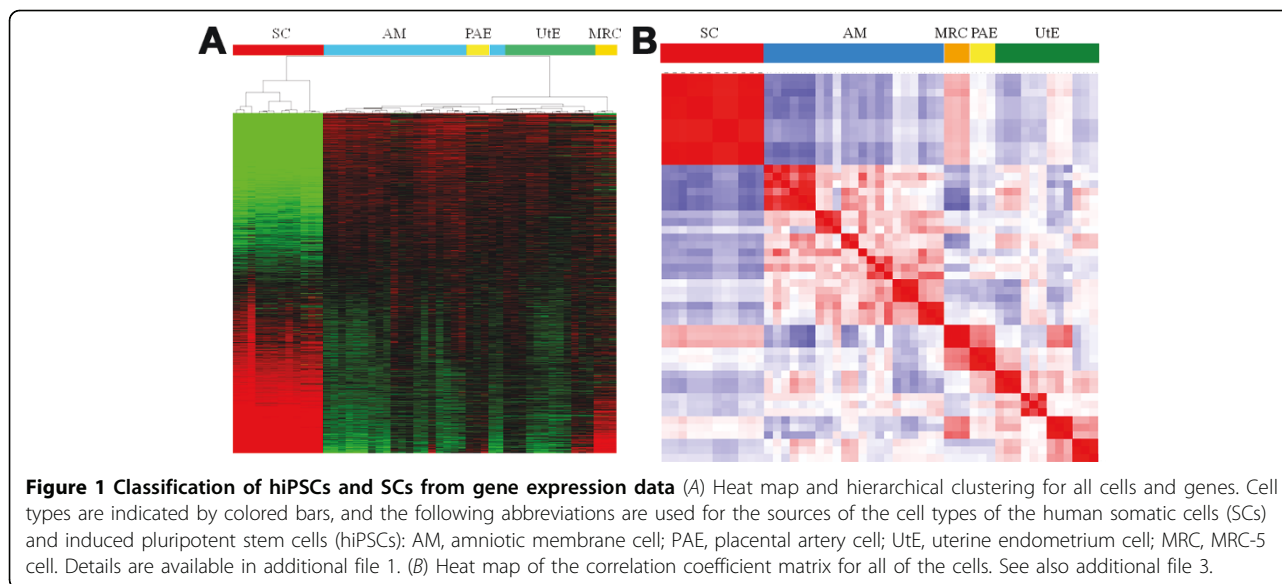 A
SC AM PAE UtE MRC
B
SC AM MRC PAE UtE
Figure 1 Classification of hiPSCs and SCs from gene expression data (A) Heat map and hierarchical clustering for all cells and genes. Cell
types are indicated by colored bars, and the following abbreviations are used for the sources of the cell types of the human somatic cells (SCs)
and induced pluripotent stem cells (hiPSCs): AM, amniotic membrane cell; PAE, placental artery cell; UtE, uterine endometrium cell; MRC, MRC-5
cell. Details are available in additional file 1. (B) Heat map of the correlation coefficient matrix for all of the cells. See also additional file 3.